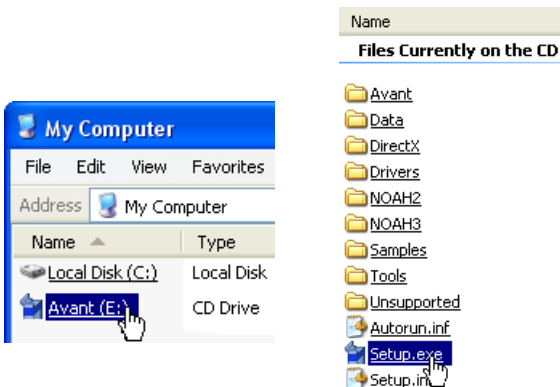 My Computer
File Edit View Favorites
Address My Computer
Name Type
Local Disk (C:) Local Disk
Avant (E:) CD Drive
Name
Files Currently on the CD
Avant
Data
DirectX
Drivers
NOAH2
NOAH3
Samples
Tools
Unsupported
Autorun.inf
Setup.exe